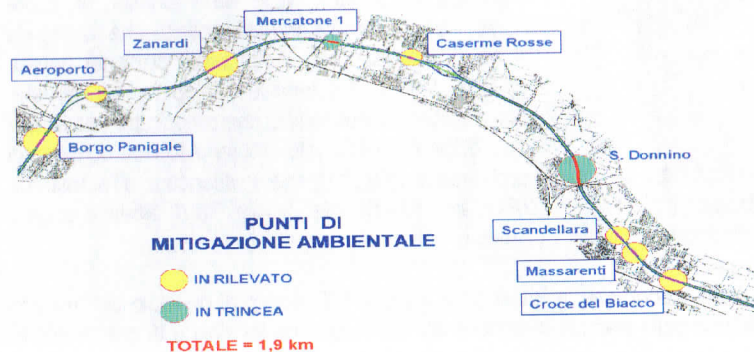 Mercatone 1
Zanardi
Caserme Rosse
Aeroporto
Borgo Panigale
S. Donnino
PUNTI DI
MITIGAZIONE AMBIENTALE
Scandellara
IN RILEVATO
Massarenti
IN TRINCEA
Croce del Biacco
TOTALE = 1,9 km